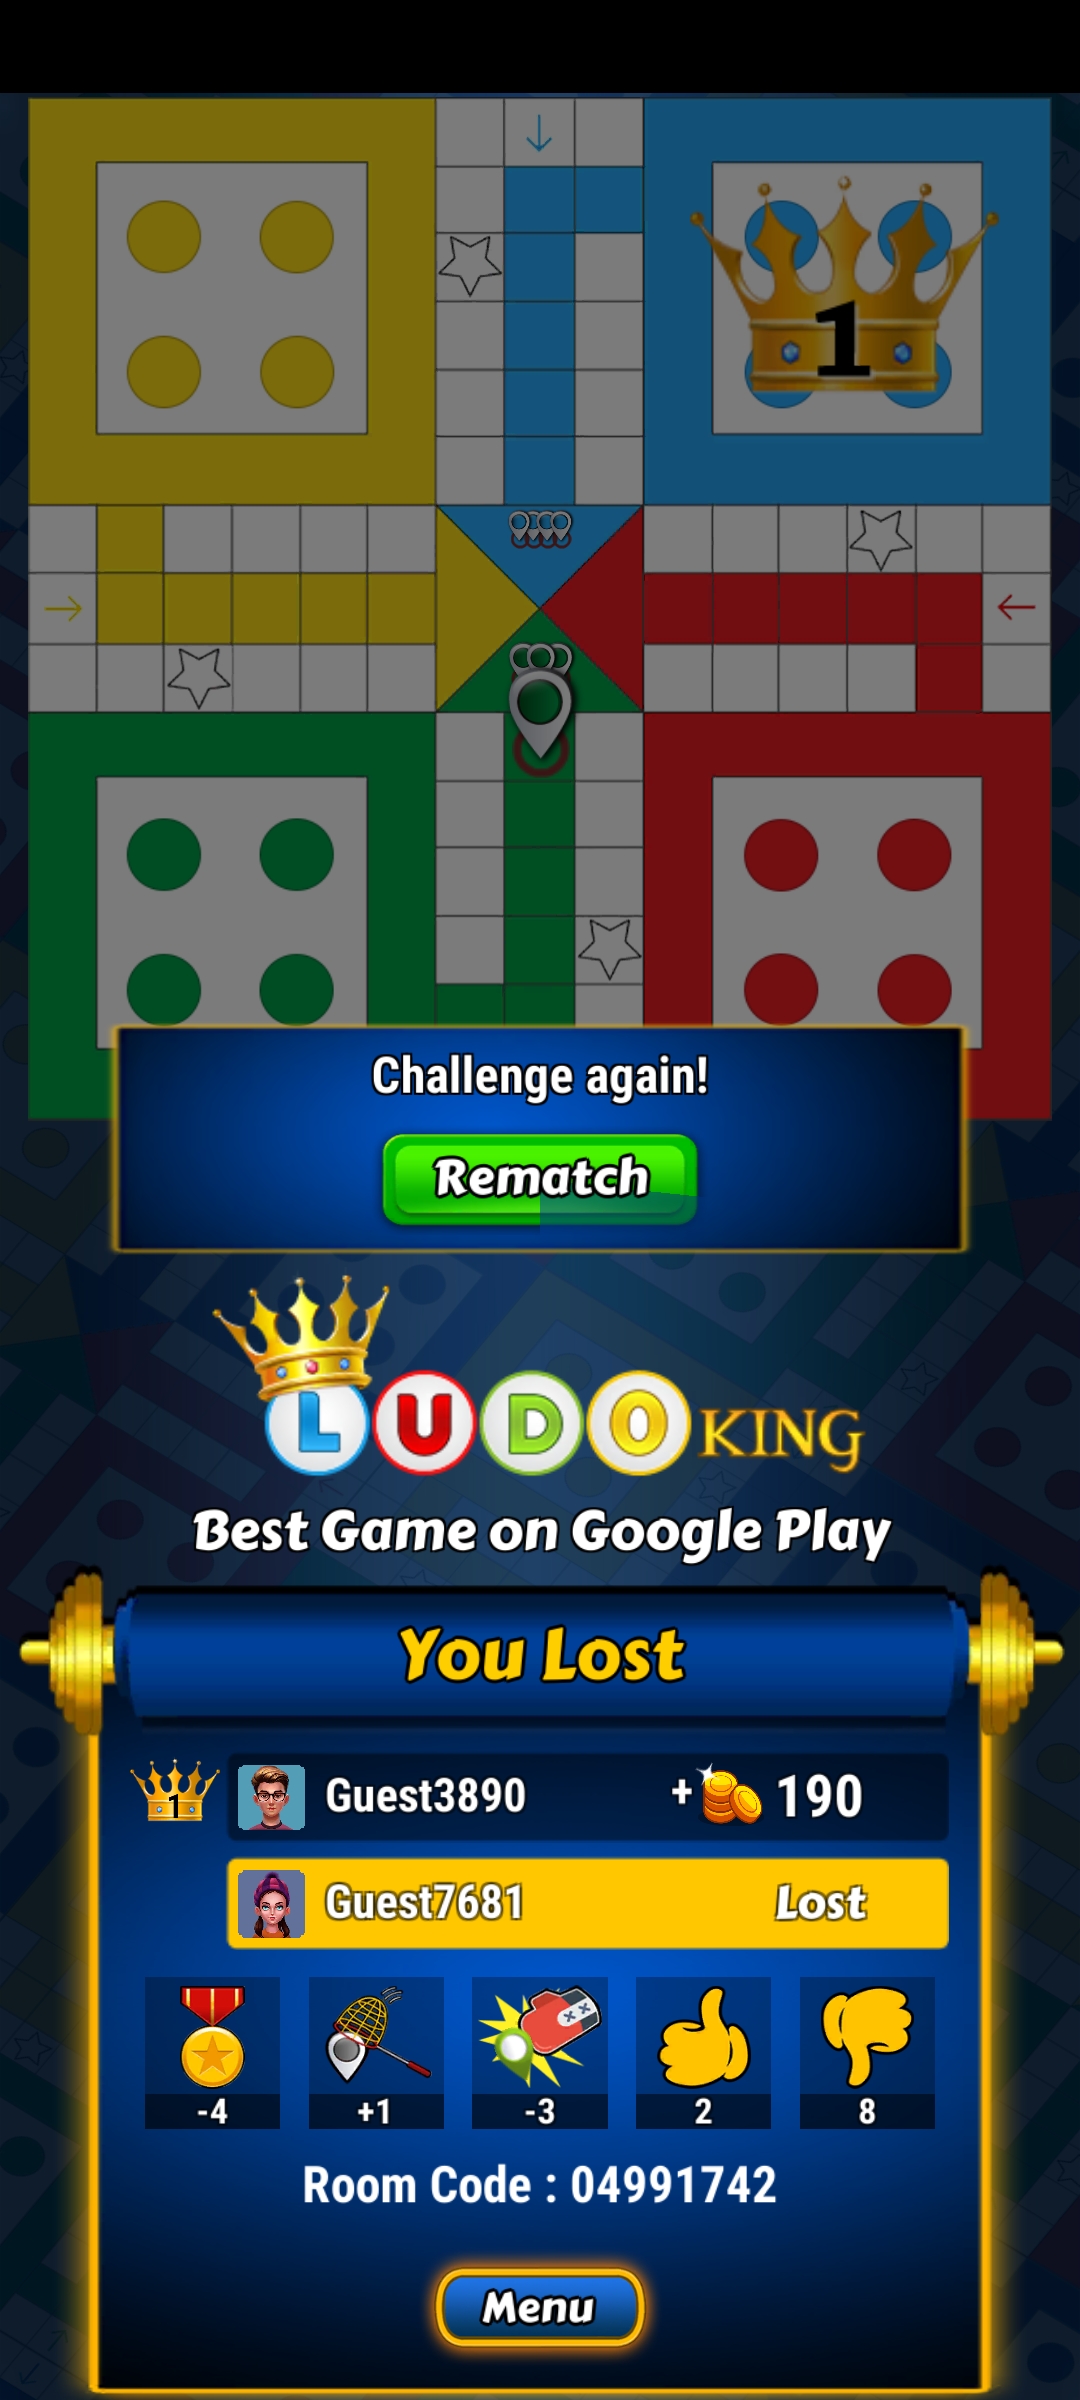 1
Challenge again!
Rematch
LUDO KING
Best Game on Google Play
You Lost
1 Guest3890 + 190
Guest7681 Lost
-4 +1 -3 2 8
Room Code : 04991742
Menu